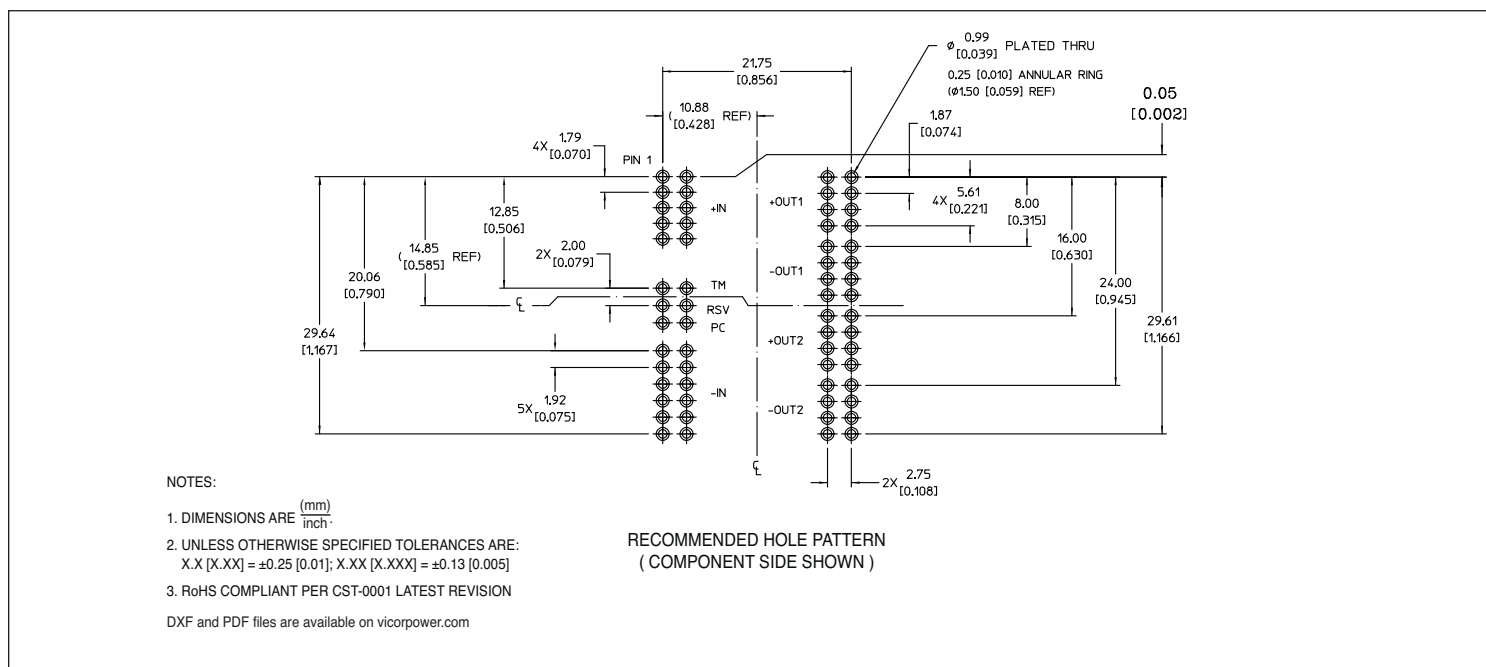 ø 0.99 [0.039] PLATED THRU
0.25 [0.010] ANNULAR RING
(ø1.50 [0.059] REF)
21.75
[0.856]
0.05
[0.002]
( 10.88 [0.428] REF)
1.87
[0.074]
4X 1.79 [0.070]
PIN 1
+IN
+OUT1
4X 5.61 [0.221]
8.00
[0.315]
12.85
[0.506]
16.00
[0.630]
( 14.85 [0.585] REF)
2X 2.00 [0.079]
-OUT1
20.06
[0.790]
TM
24.00
[0.945]
℄
RSV
PC
29.64
[1.167]
29.61
[1.166]
+OUT2
-IN
5X 1.92 [0.075]
-OUT2
℄
2X 2.75 [0.108]
NOTES:
1. DIMENSIONS ARE (mm) inch.
2. UNLESS OTHERWISE SPECIFIED TOLERANCES ARE:
X.X [X.XX] = ±0.25 [0.01]; X.XX [X.XXX] = ±0.13 [0.005]
3. RoHS COMPLIANT PER CST-0001 LATEST REVISION
DXF and PDF files are available on vicorpower.com
RECOMMENDED HOLE PATTERN
( COMPONENT SIDE SHOWN )